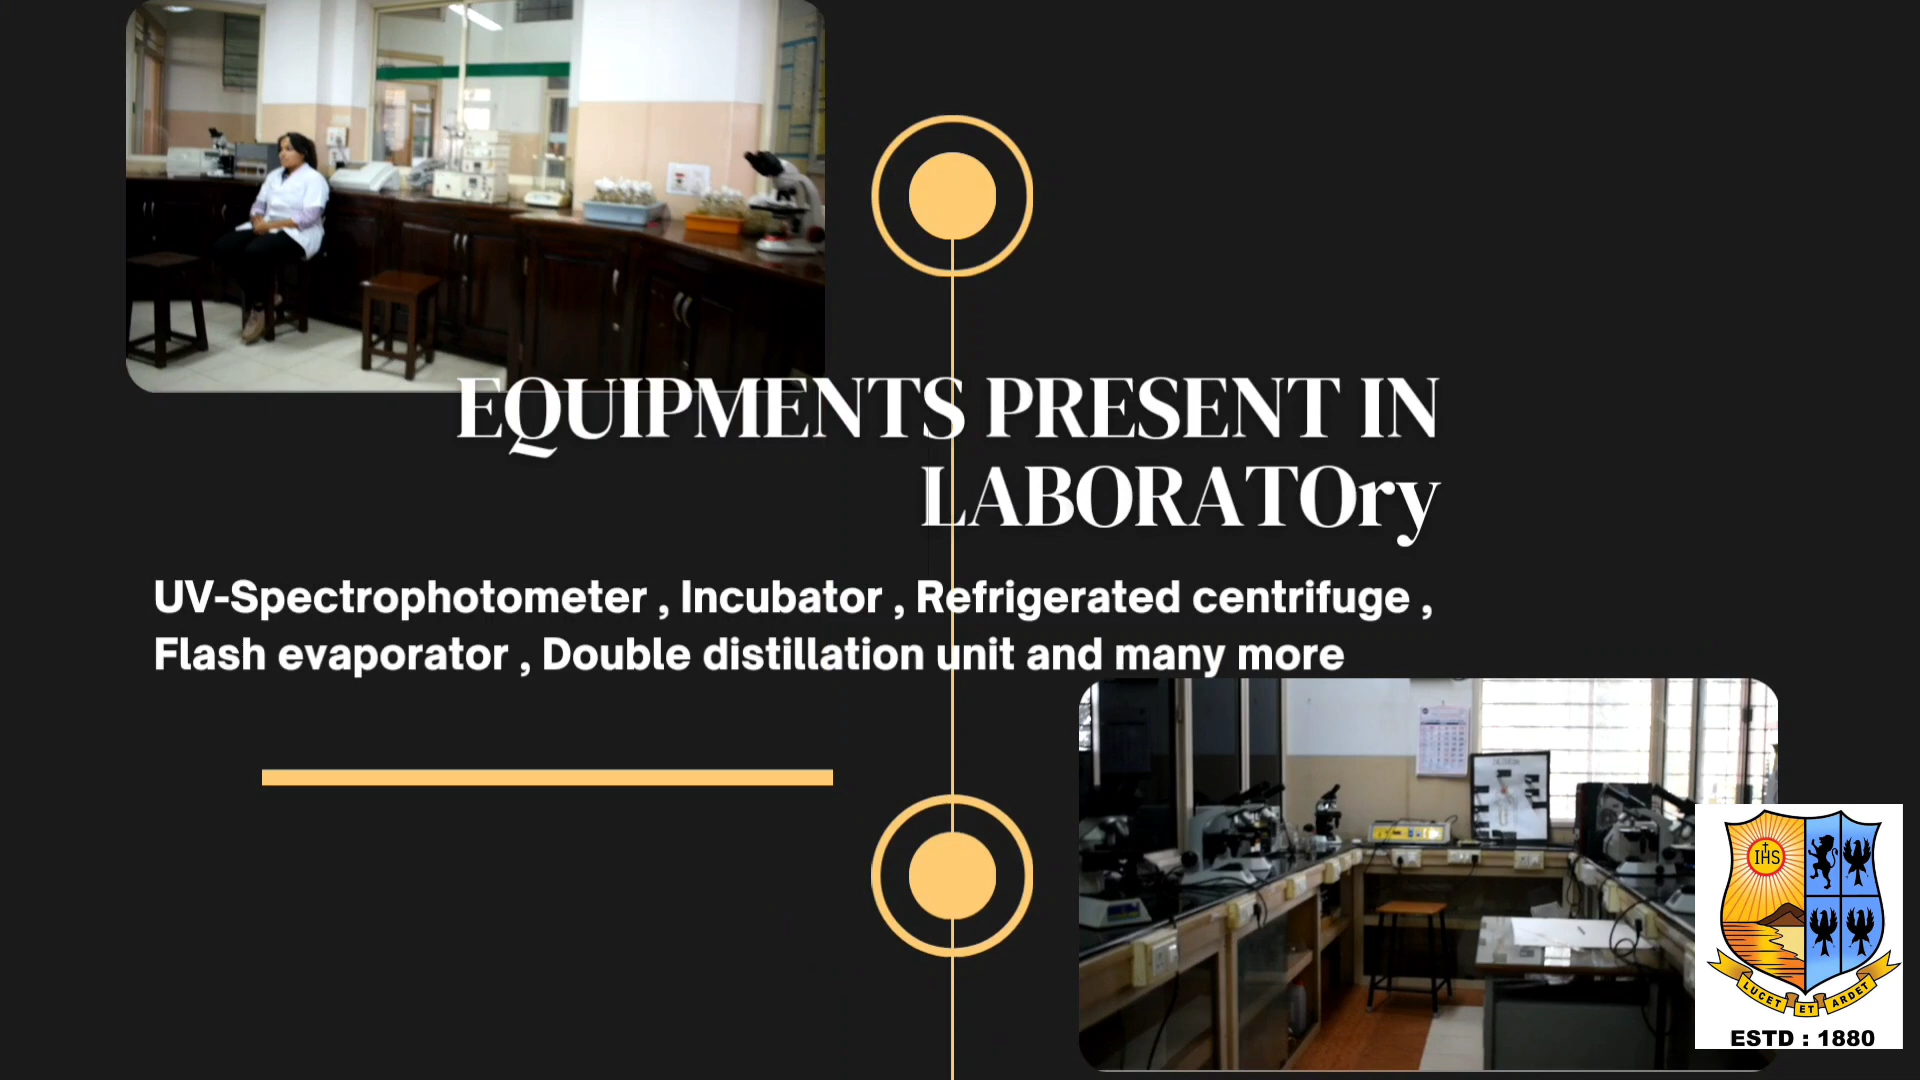 EQUIPMENTS PRESENT IN
LABORATOry
UV-Spectrophotometer , Incubator , Refrigerated centrifuge ,
Flash evaporator , Double distillation unit and many more
IHS
LUCET ET ARDET
ESTD : 1880